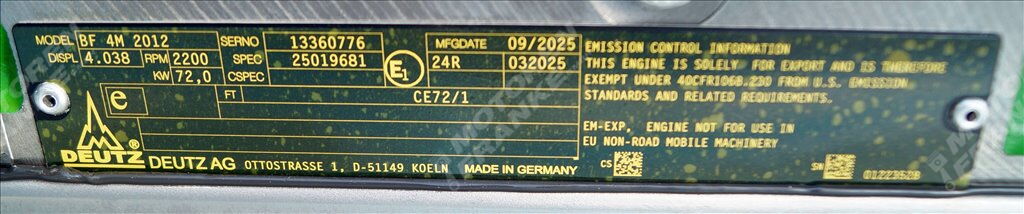 MODEL BF 4M 2012 SERNO 13360776 MFGDATE 09/2025
DISPL 4.038 RPM 2200 SPEC 25019681 E1 24R 032025
KW 72,0 CSPEC
e FT CE72/1
EMISSION CONTROL INFORMATION
THIS ENGINE IS SOLELY FOR EXPORT AND IS THEREFORE
EXEMPT UNDER 40CFR1068.230 FROM U.S. EMISSION
STANDARDS AND RELATED REQUIREMENTS.
EM-EXP, ENGINE NOT FOR USE IN
EU NON-ROAD MOBILE MACHINERY
CS SN
DEUTZ ® DEUTZ AG OTTOSTRASSE 1, D-51149 KOELN MADE IN GERMANY